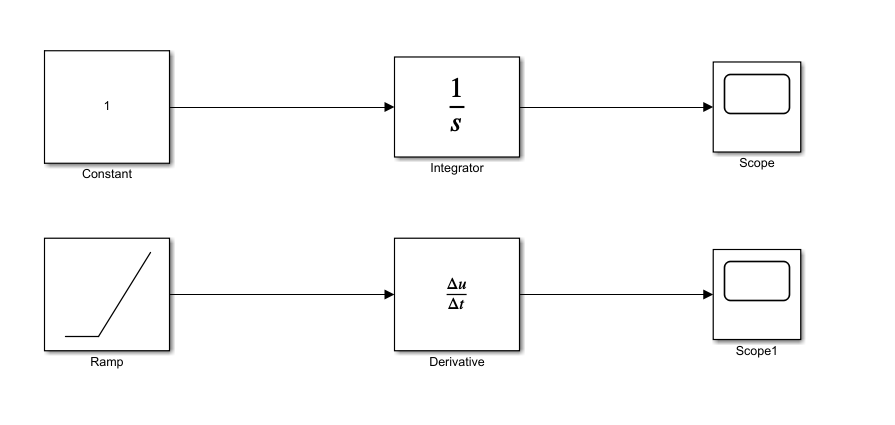 1
Constant
1
s
Integrator
Scope
Ramp
Δu
Δt
Derivative
Scope1